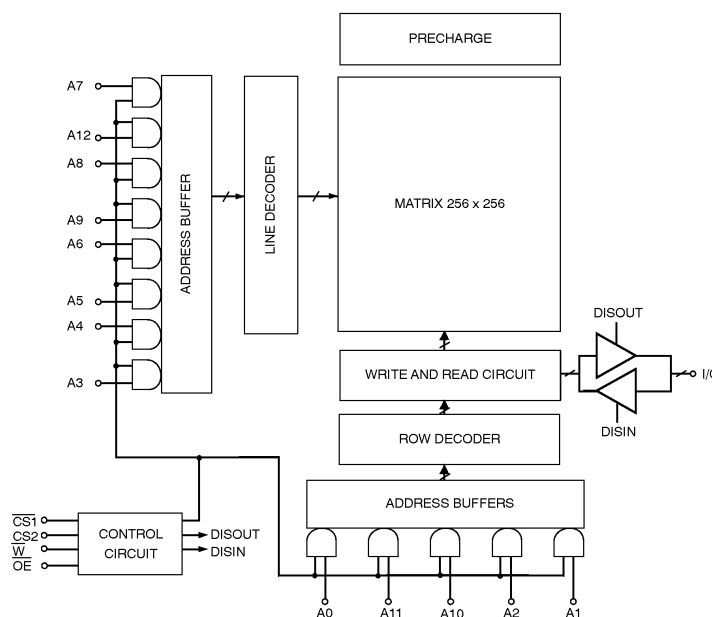 PRECHARGE
A7
A12
A8
A9
A6
A5
A4
A3
ADDRESS BUFFER
LINE DECODER
MATRIX 256 x 256
DISOUT
WRITE AND READ CIRCUIT
DISIN
ROW DECODER
ADDRESS BUFFERS
CS1
CS2
W
OE
CONTROL
CIRCUIT
DISOUT
DISIN
A0
A11
A10
A2
A1